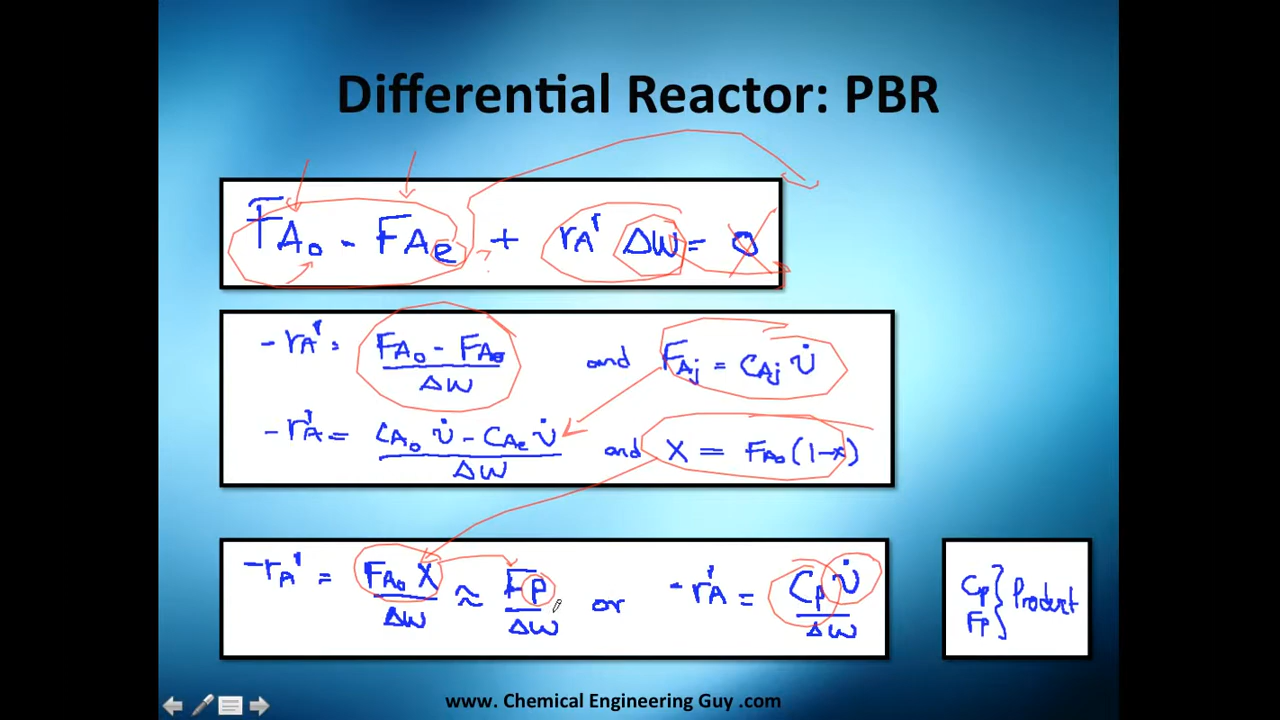 Differential Reactor: PBR
FA₀ - FAe + rA' ΔW = 0
-rA' = (FA₀ - FAe)/ΔW and FAj = CAj v̇
-rA' = (CA₀ v̇ - CAe v̇)/ΔW and X = FA₀(1-x)
-rA' = FA₀X/ΔW ≈ Fp/ΔW or -rA' = Cp v̇/ΔW
Cp
Fp } Product
www. Chemical Engineering Guy .com